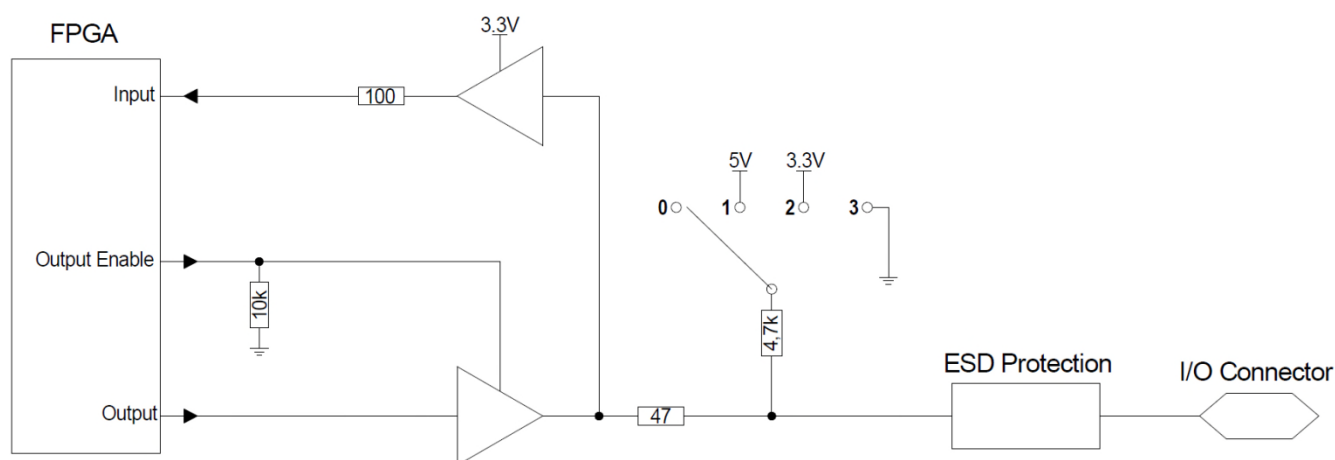 3.3V
FPGA
Input
100
5V
3.3V
0
1
2
3
Output Enable
10k
4,7k
ESD Protection
I/O Connector
Output
47